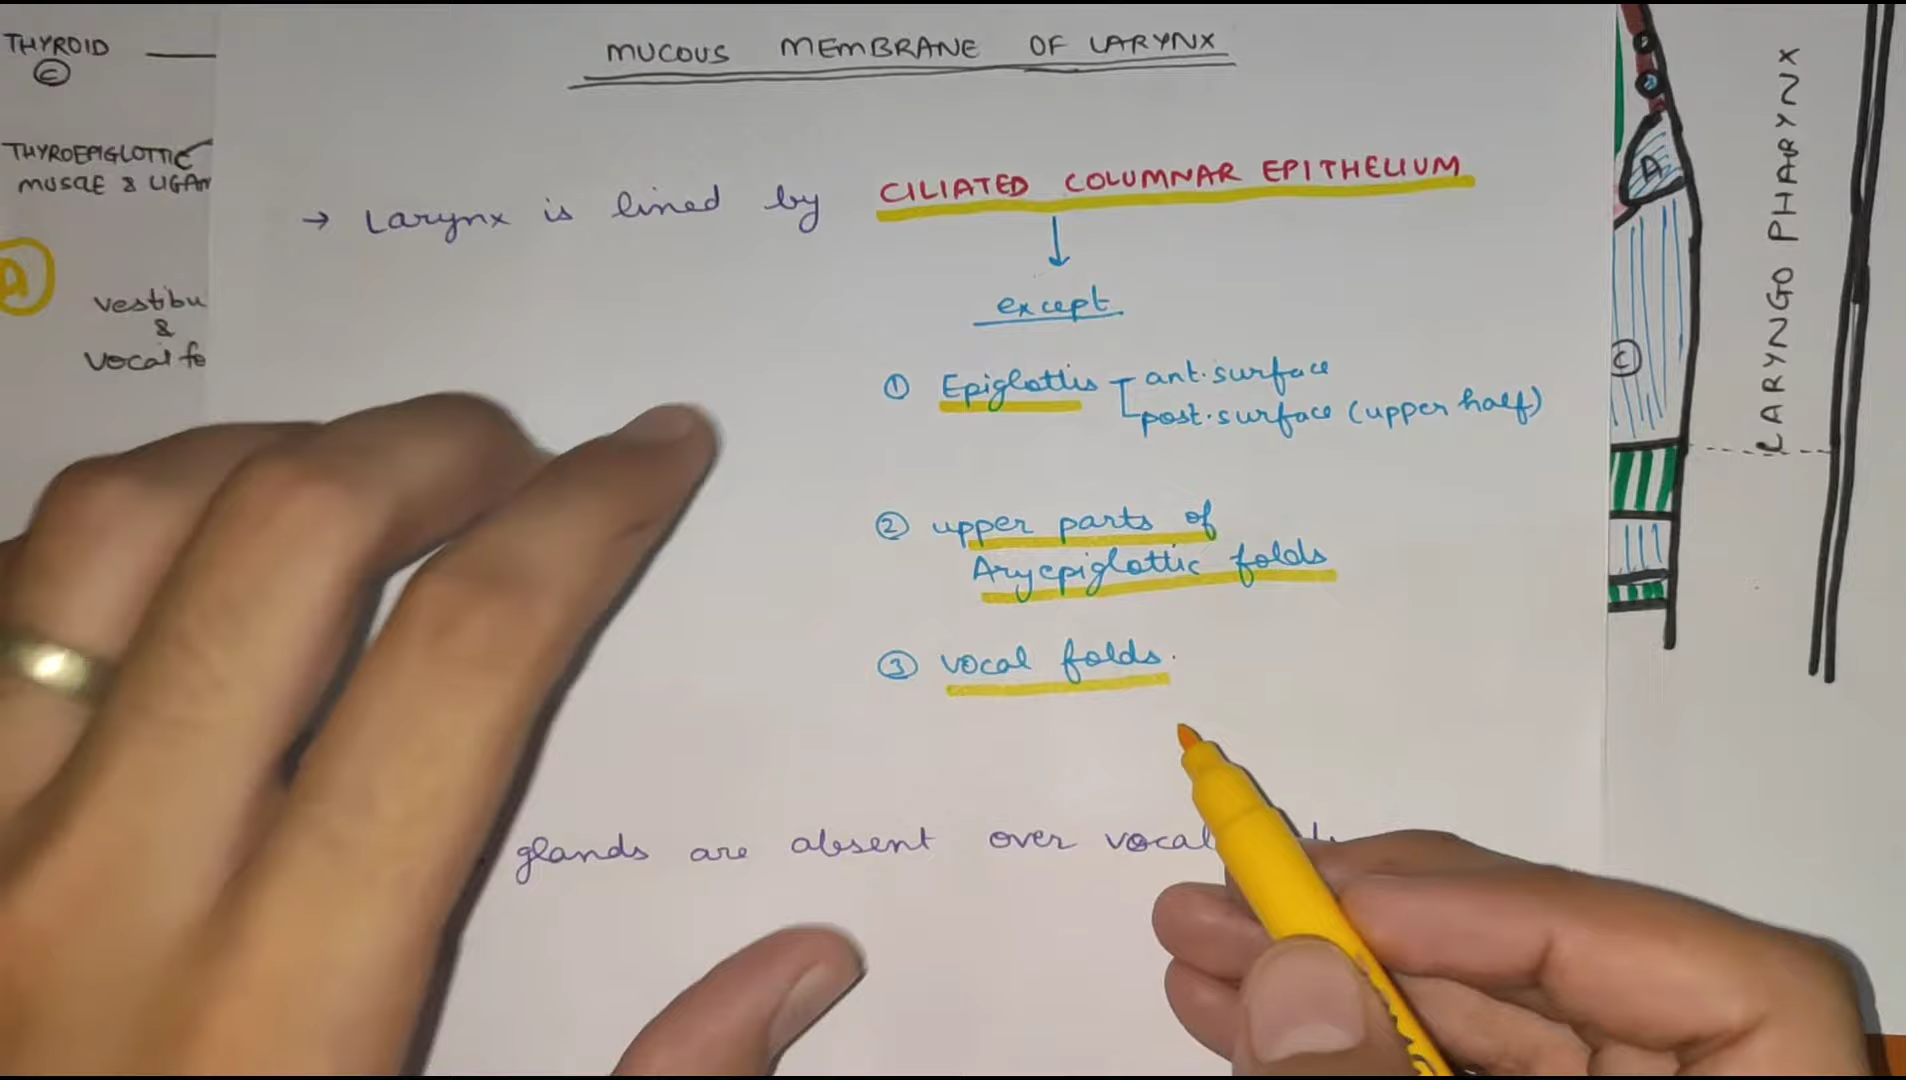 MUCOUS MEMBRANE OF LARYNX
→ Larynx is lined by CILIATED COLUMNAR EPITHELIUM
except
① Epiglottis
ant. surface
post. surface (upper half)
② upper parts of
Aryepiglottic folds
③ vocal folds.
glands are absent over vocal
THYROID
C
THYROEPIGLOTTIC
MUSCLE & LIGAM
A
vestibu
&
vocal fo
A
C
LARYNGO PHARYNX